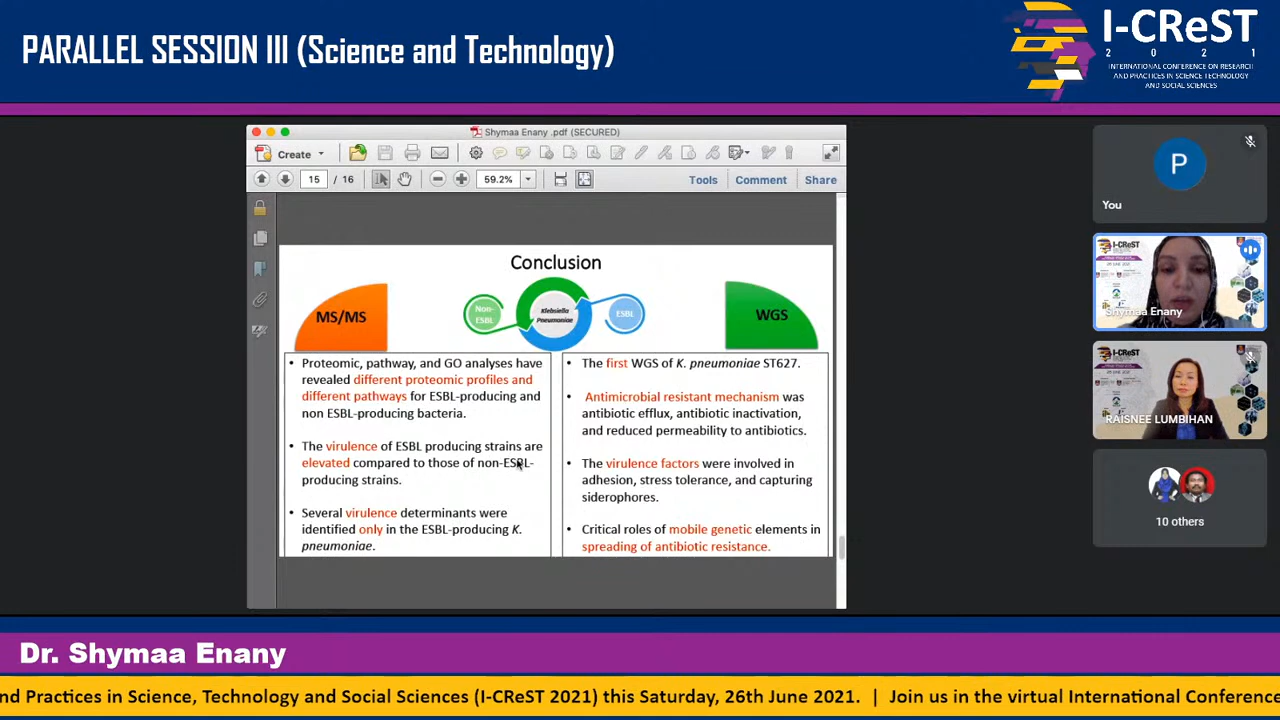 PARALLEL SESSION III (Science and Technology)
I-CReST
2 0 2 1
INTERNATIONAL CONFERENCE ON RESEARCH
AND PRACTICES IN SCIENCE TECHNOLOGY
AND SOCIAL SCIENCES
Shymaa Enany .pdf (SECURED)
Create
15 / 16
59.2%
Tools
Comment
Share
Conclusion
MS/MS
Non-
ESBL
Klebsiella
Pneumoniae
ESBL
WGS
• Proteomic, pathway, and GO analyses have
revealed different proteomic profiles and
different pathways for ESBL-producing and
non ESBL-producing bacteria.
• The virulence of ESBL producing strains are
elevated compared to those of non-ESBL-
producing strains.
• Several virulence determinants were
identified only in the ESBL-producing K.
pneumoniae.
• The first WGS of K. pneumoniae ST627.
• Antimicrobial resistant mechanism was
antibiotic efflux, antibiotic inactivation,
and reduced permeability to antibiotics.
• The virulence factors were involved in
adhesion, stress tolerance, and capturing
siderophores.
• Critical roles of mobile genetic elements in
spreading of antibiotic resistance.
P
You
I-CReST
Shymaa Enany
I-CReST
RAISNEE LUMBIHAN
10 others
Dr. Shymaa Enany
nd Practices in Science, Technology and Social Sciences (I-CReST 2021) this Saturday, 26th June 2021. | Join us in the virtual International Conference